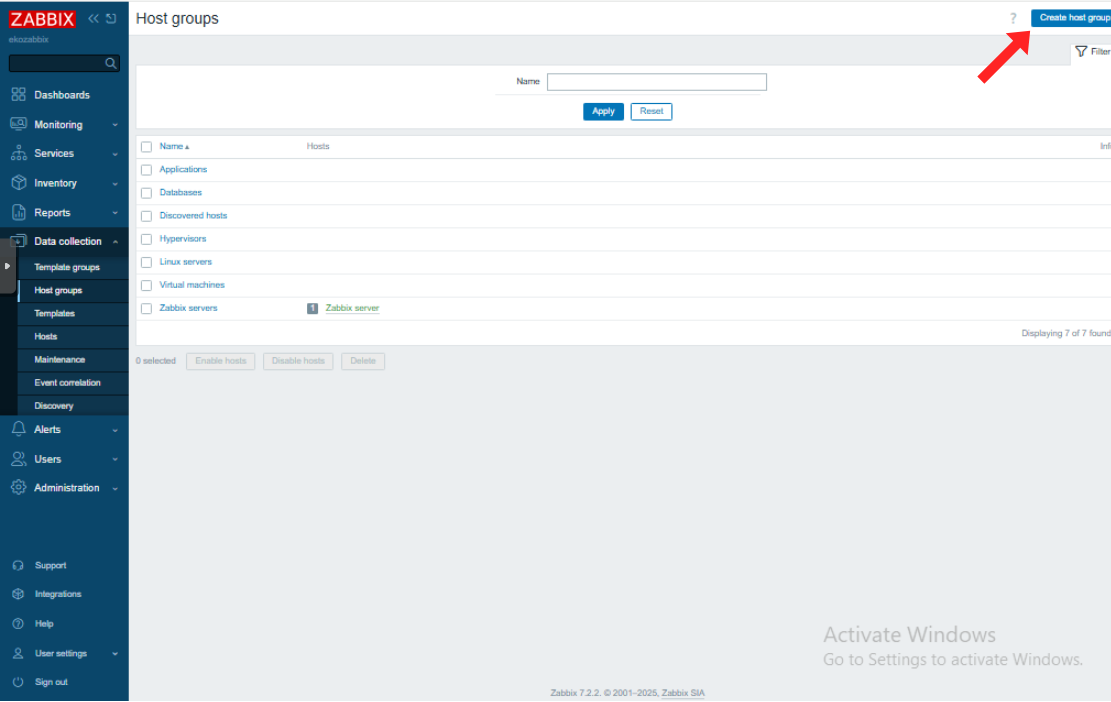 ZABBIX
ekozabbix
Host groups
?
Create host group
Filter
Dashboards
Monitoring
Services
Inventory
Reports
Data collection
Template groups
Host groups
Templates
Hosts
Maintenance
Event correlation
Discovery
Alerts
Users
Administration
Support
Integrations
Help
User settings
Sign out
Name
Apply Reset
Name Hosts
Applications
Databases
Discovered hosts
Hypervisors
Linux servers
Virtual machines
Zabbix servers 1 Zabbix server
Displaying 7 of 7 found
0 selected Enable hosts Disable hosts Delete
Activate Windows
Go to Settings to activate Windows.
Zabbix 7.2.2. © 2001–2025, Zabbix SIA